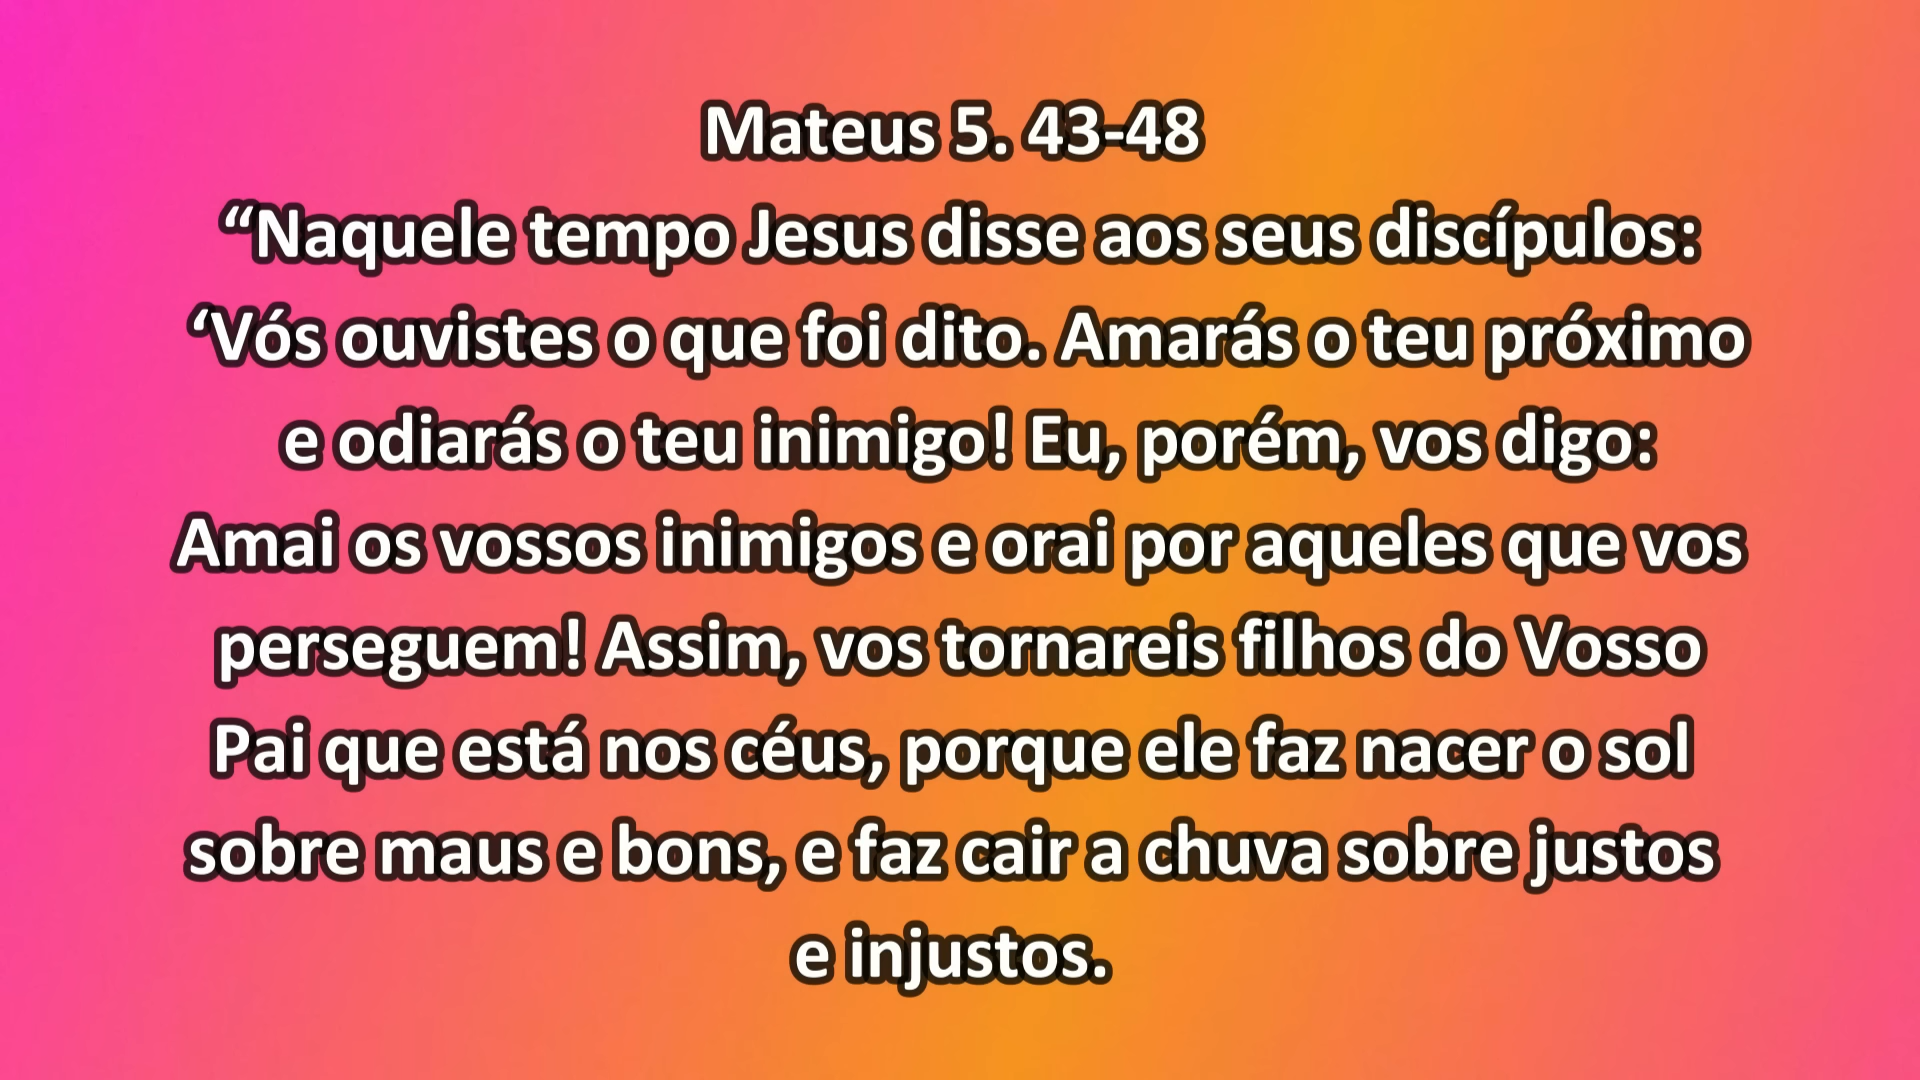 Mateus 5. 43-48
“Naquele tempo Jesus disse aos seus discípulos:
‘Vós ouvistes o que foi dito. Amarás o teu próximo
e odiarás o teu inimigo! Eu, porém, vos digo:
Amai os vossos inimigos e orai por aqueles que vos
perseguem! Assim, vos tornareis filhos do Vosso
Pai que está nos céus, porque ele faz nacer o sol
sobre maus e bons, e faz cair a chuva sobre justos
e injustos.